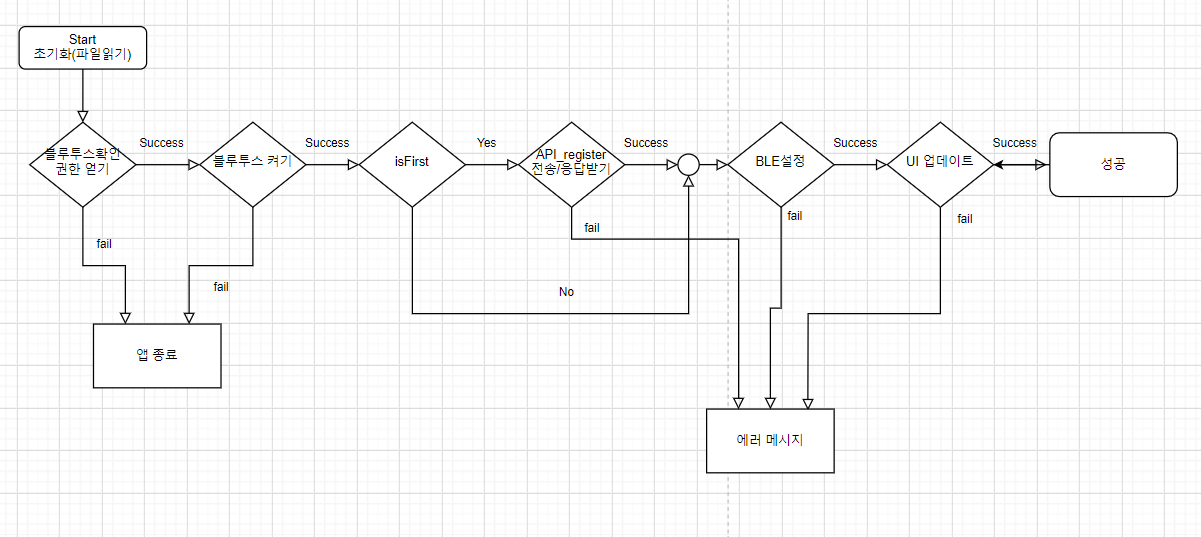 Start
초기화(파일읽기)
블루투스확인
권한 얻기
Success
블루투스 켜기
Success
isFirst
Yes
API_register
전송/응답받기
Success
BLE설정
Success
UI 업데이트
Success
성공
fail
fail
fail
fail
fail
No
앱 종료
에러 메시지